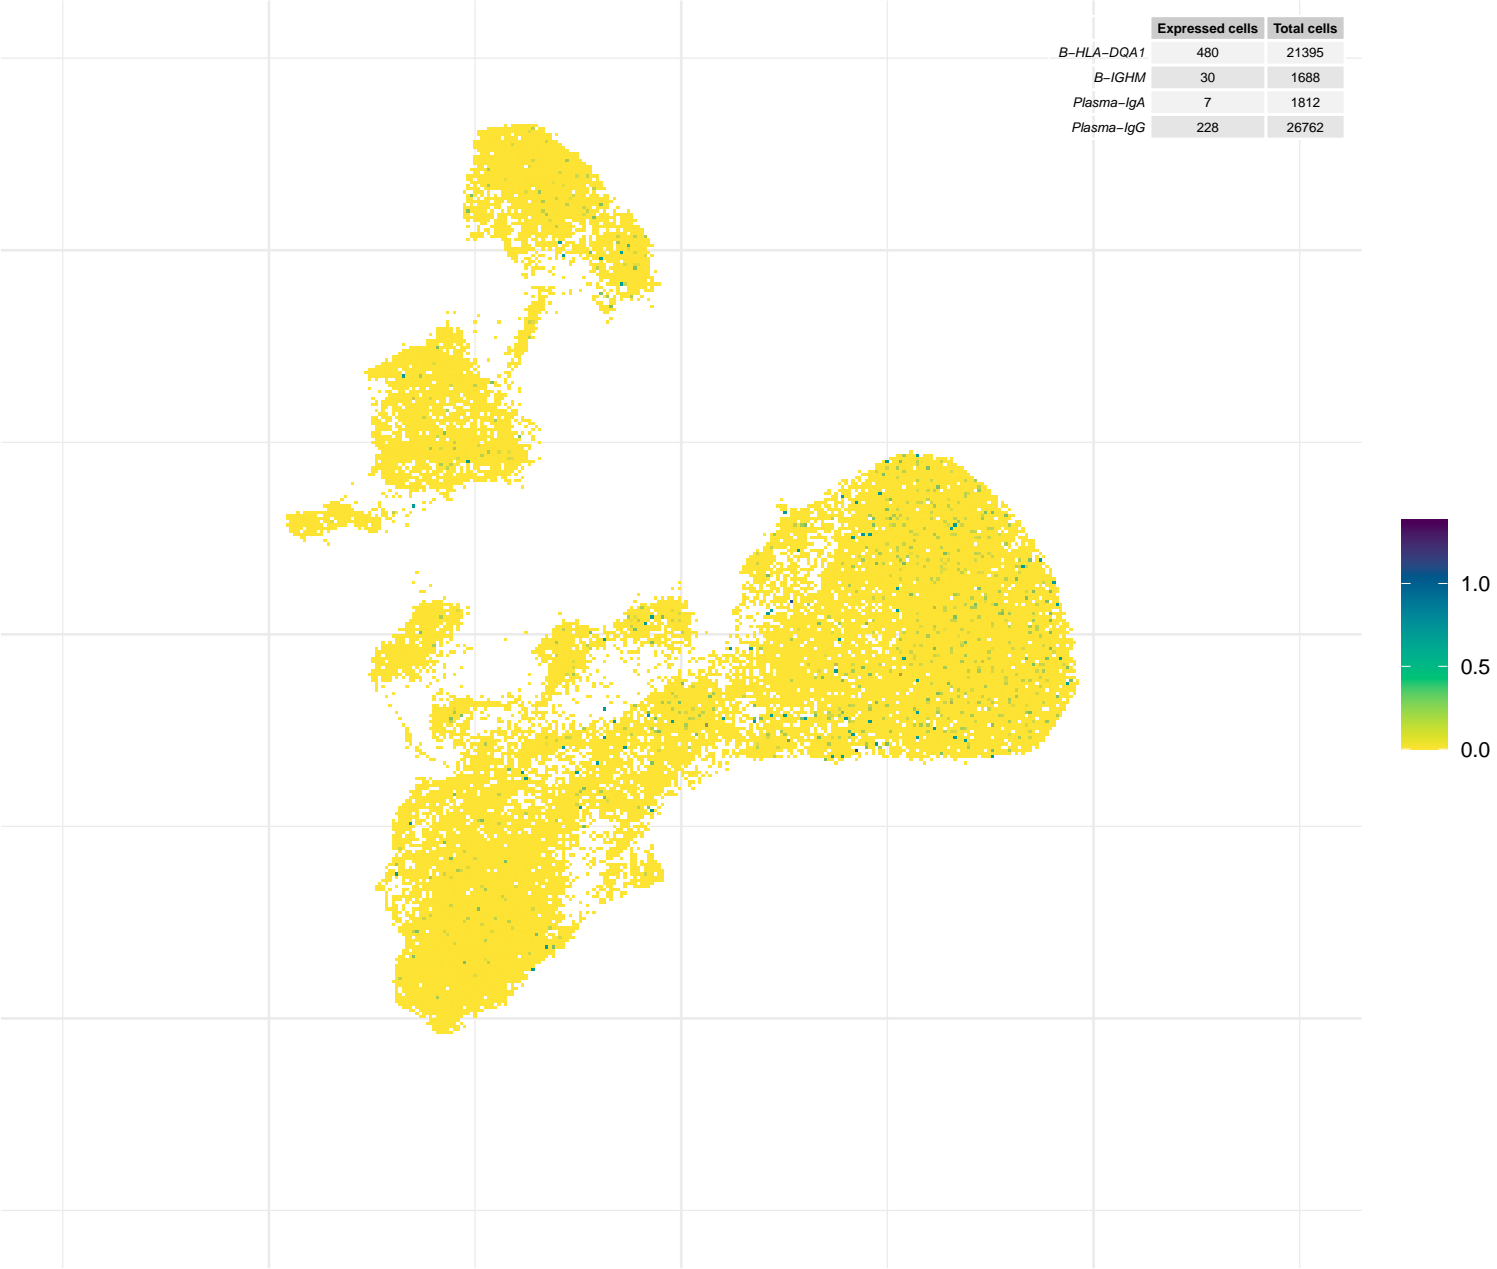 Expressed cells Total cells
B−HLA−DQA1 480 21395
B−IGHM 30 1688
Plasma−IgA 7 1812
Plasma−IgG 228 26762
1.0
0.5
0.0